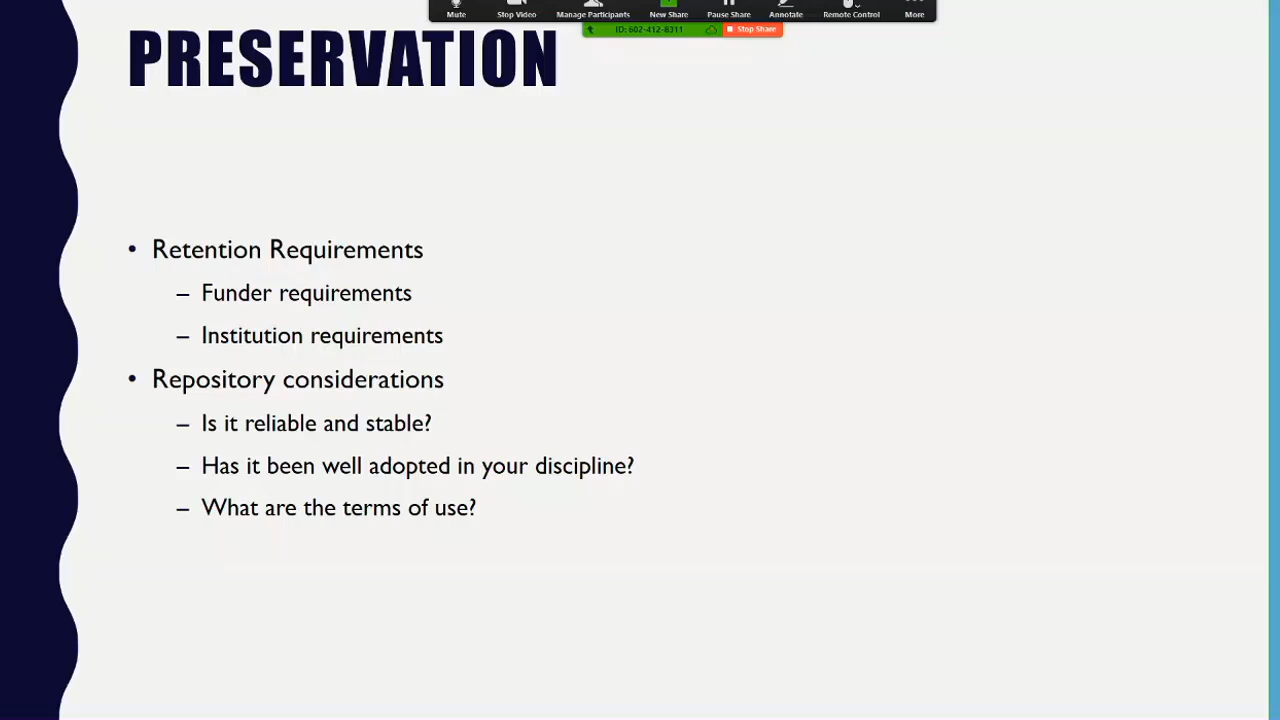 Mute Stop Video Manage Participants New Share Pause Share Annotate Remote Control More
ID: 602-412-8311 Stop Share
PRESERVATION
• Retention Requirements
– Funder requirements
– Institution requirements
• Repository considerations
– Is it reliable and stable?
– Has it been well adopted in your discipline?
– What are the terms of use?